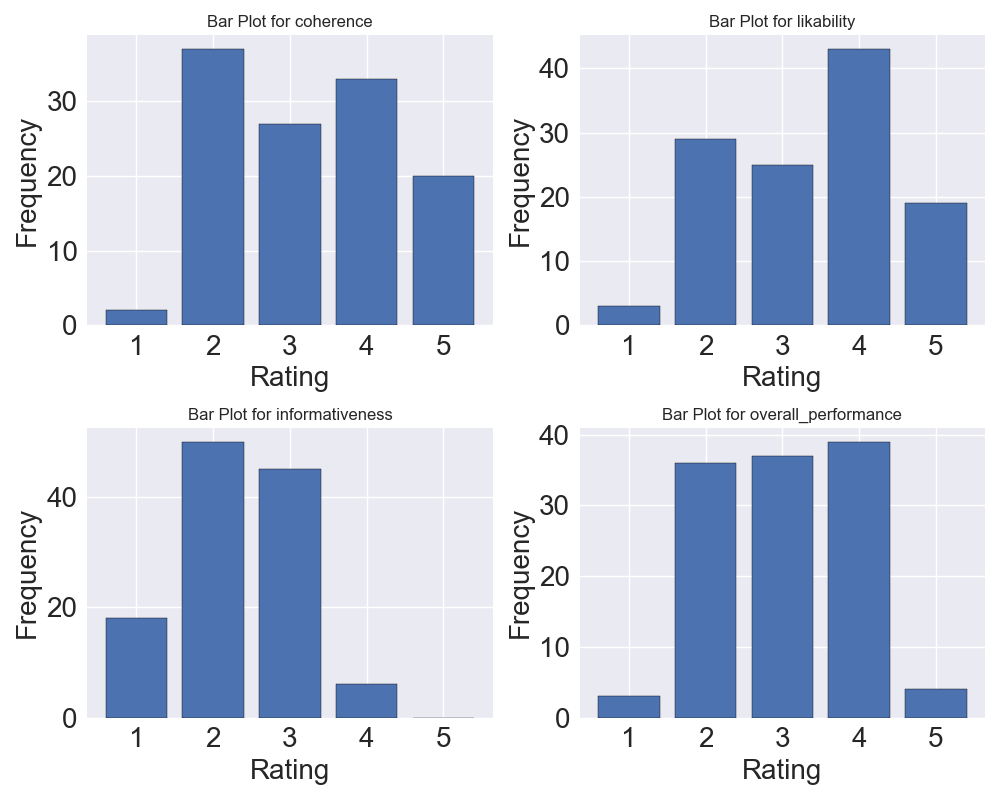 Bar Plot for coherence
Frequency
30
20
10
0
1 2 3 4 5
Rating
Bar Plot for likability
Frequency
40
30
20
10
0
1 2 3 4 5
Rating
Bar Plot for informativeness
Frequency
40
20
0
1 2 3 4 5
Rating
Bar Plot for overall_performance
Frequency
40
30
20
10
0
1 2 3 4 5
Rating